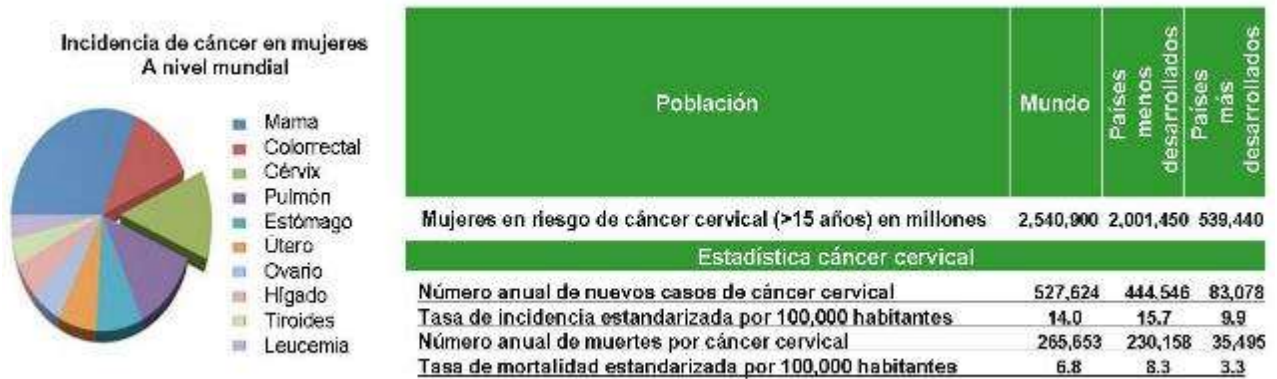 Incidencia de cáncer en mujeres
A nivel mundial
Mama
Colorrectal
Cérvix
Pulmón
Estómago
Útero
Ovario
Hígado
Tiroides
Leucemia
Población
Mundo
Países menos desarrollados
Países más desarrollados
Mujeres en riesgo de cáncer cervical (>15 años) en millones 2,540,900 2,001,450 539,440
Estadística cáncer cervical
Número anual de nuevos casos de cáncer cervical 527,624 444,546 83,078
Tasa de incidencia estandarizada por 100,000 habitantes 14.0 15.7 9.9
Número anual de muertes por cáncer cervical 265,653 230,158 35,495
Tasa de mortalidad estandarizada por 100,000 habitantes 6.8 8.3 3.3